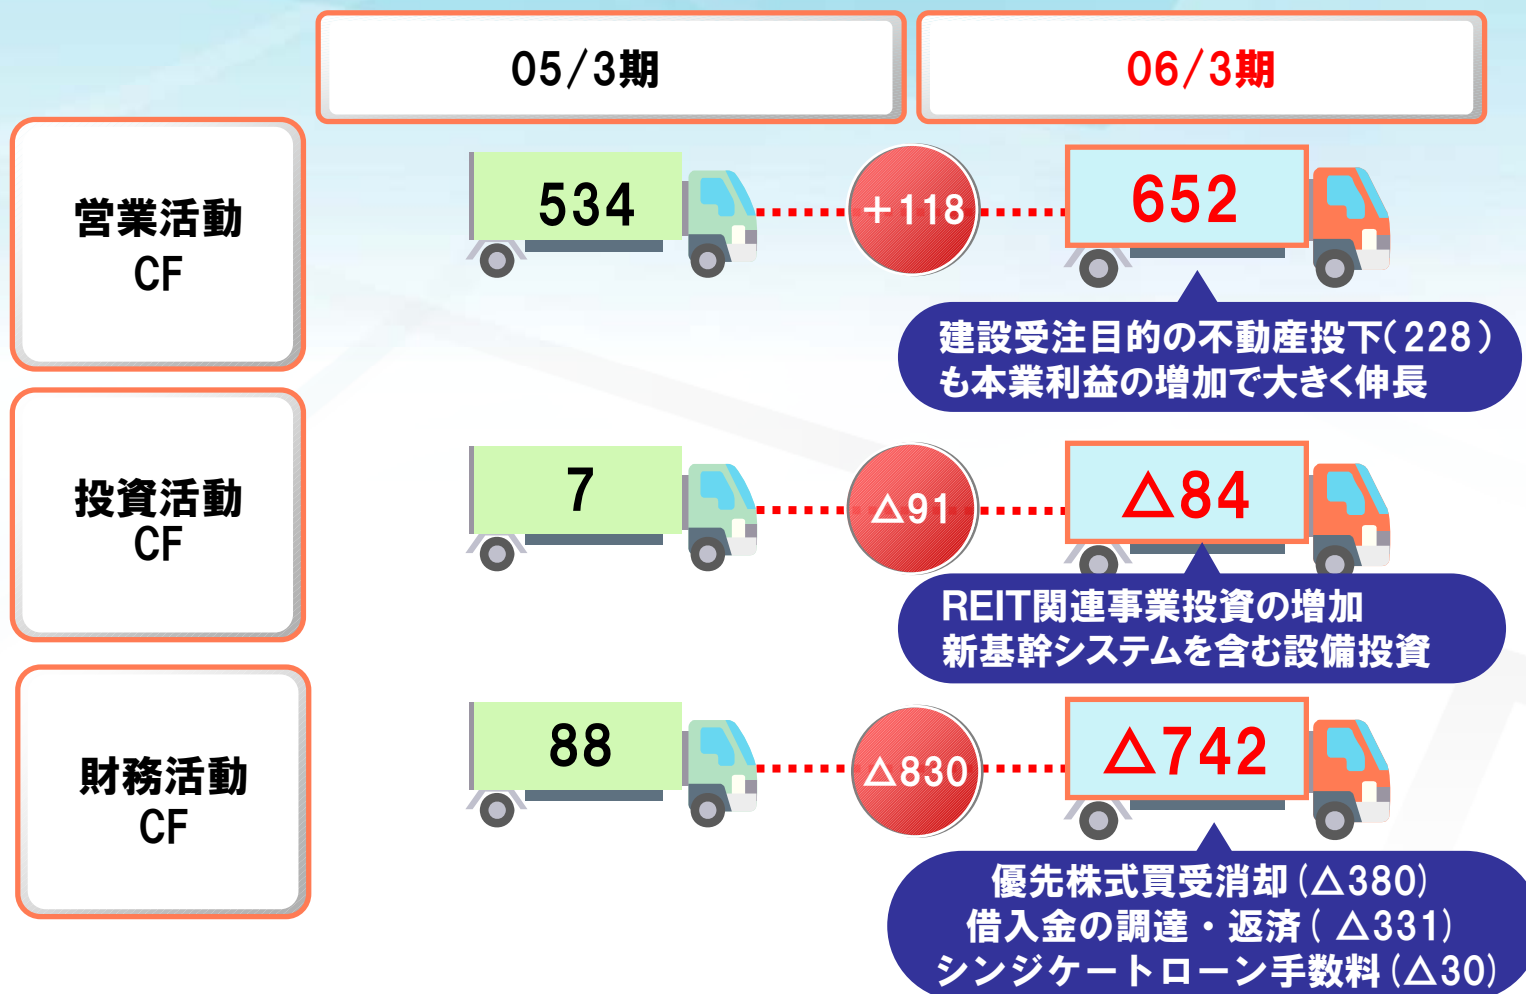 05/3期
06/3期
営業活動
CF
534
+118
652
建設受注目的の不動産投下(228)
も本業利益の増加で大きく伸長
投資活動
CF
7
△91
△84
REIT関連事業投資の増加
新基幹システムを含む設備投資
財務活動
CF
88
△830
△742
優先株式買受消却(△380)
借入金の調達・返済(△331)
シンジケートローン手数料(△30)